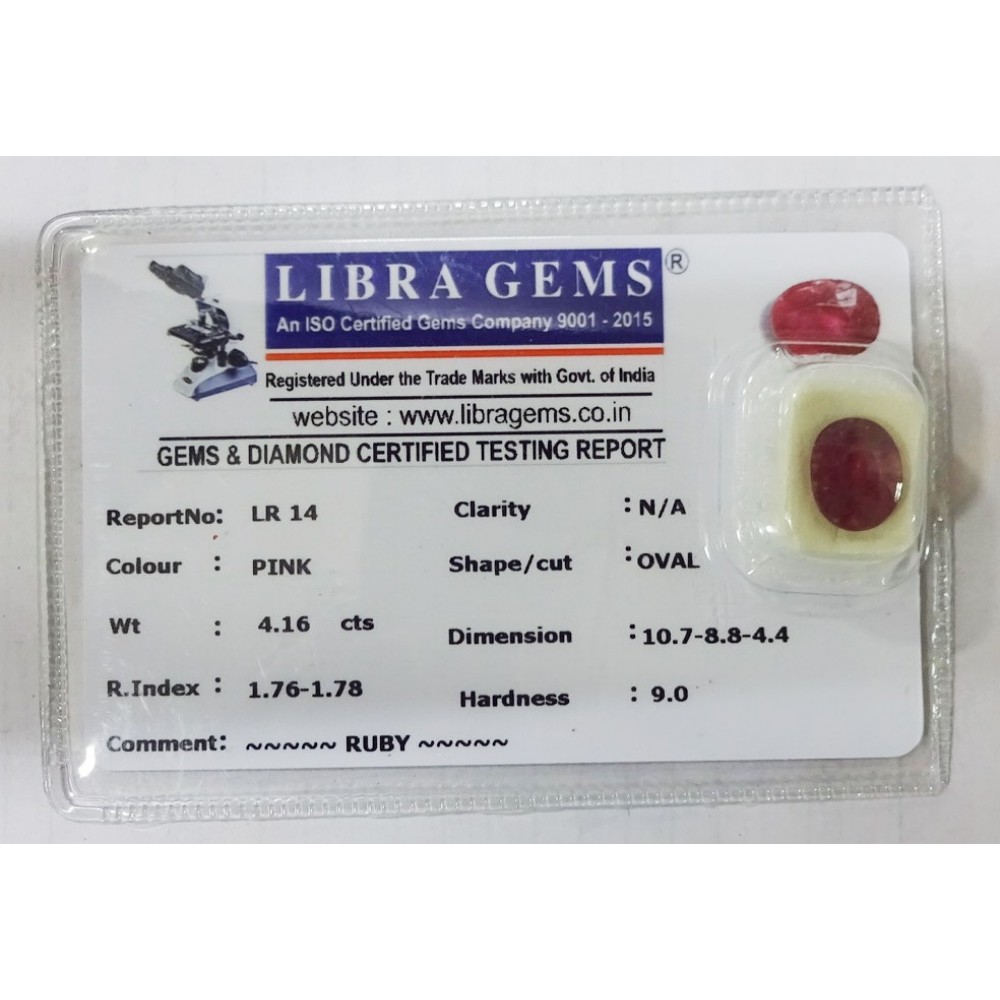 LIBRA GEMS ®
An ISO Certified Gems Company 9001 - 2015
Registered Under the Trade Marks with Govt. of India
website : www.libragems.co.in
GEMS & DIAMOND CERTIFIED TESTING REPORT
ReportNo: LR 14 Clarity : N/A
Colour : PINK Shape/cut : OVAL
Wt : 4.16 cts Dimension : 10.7-8.8-4.4
R.Index : 1.76-1.78 Hardness : 9.0
Comment: ~~~~~ RUBY ~~~~~